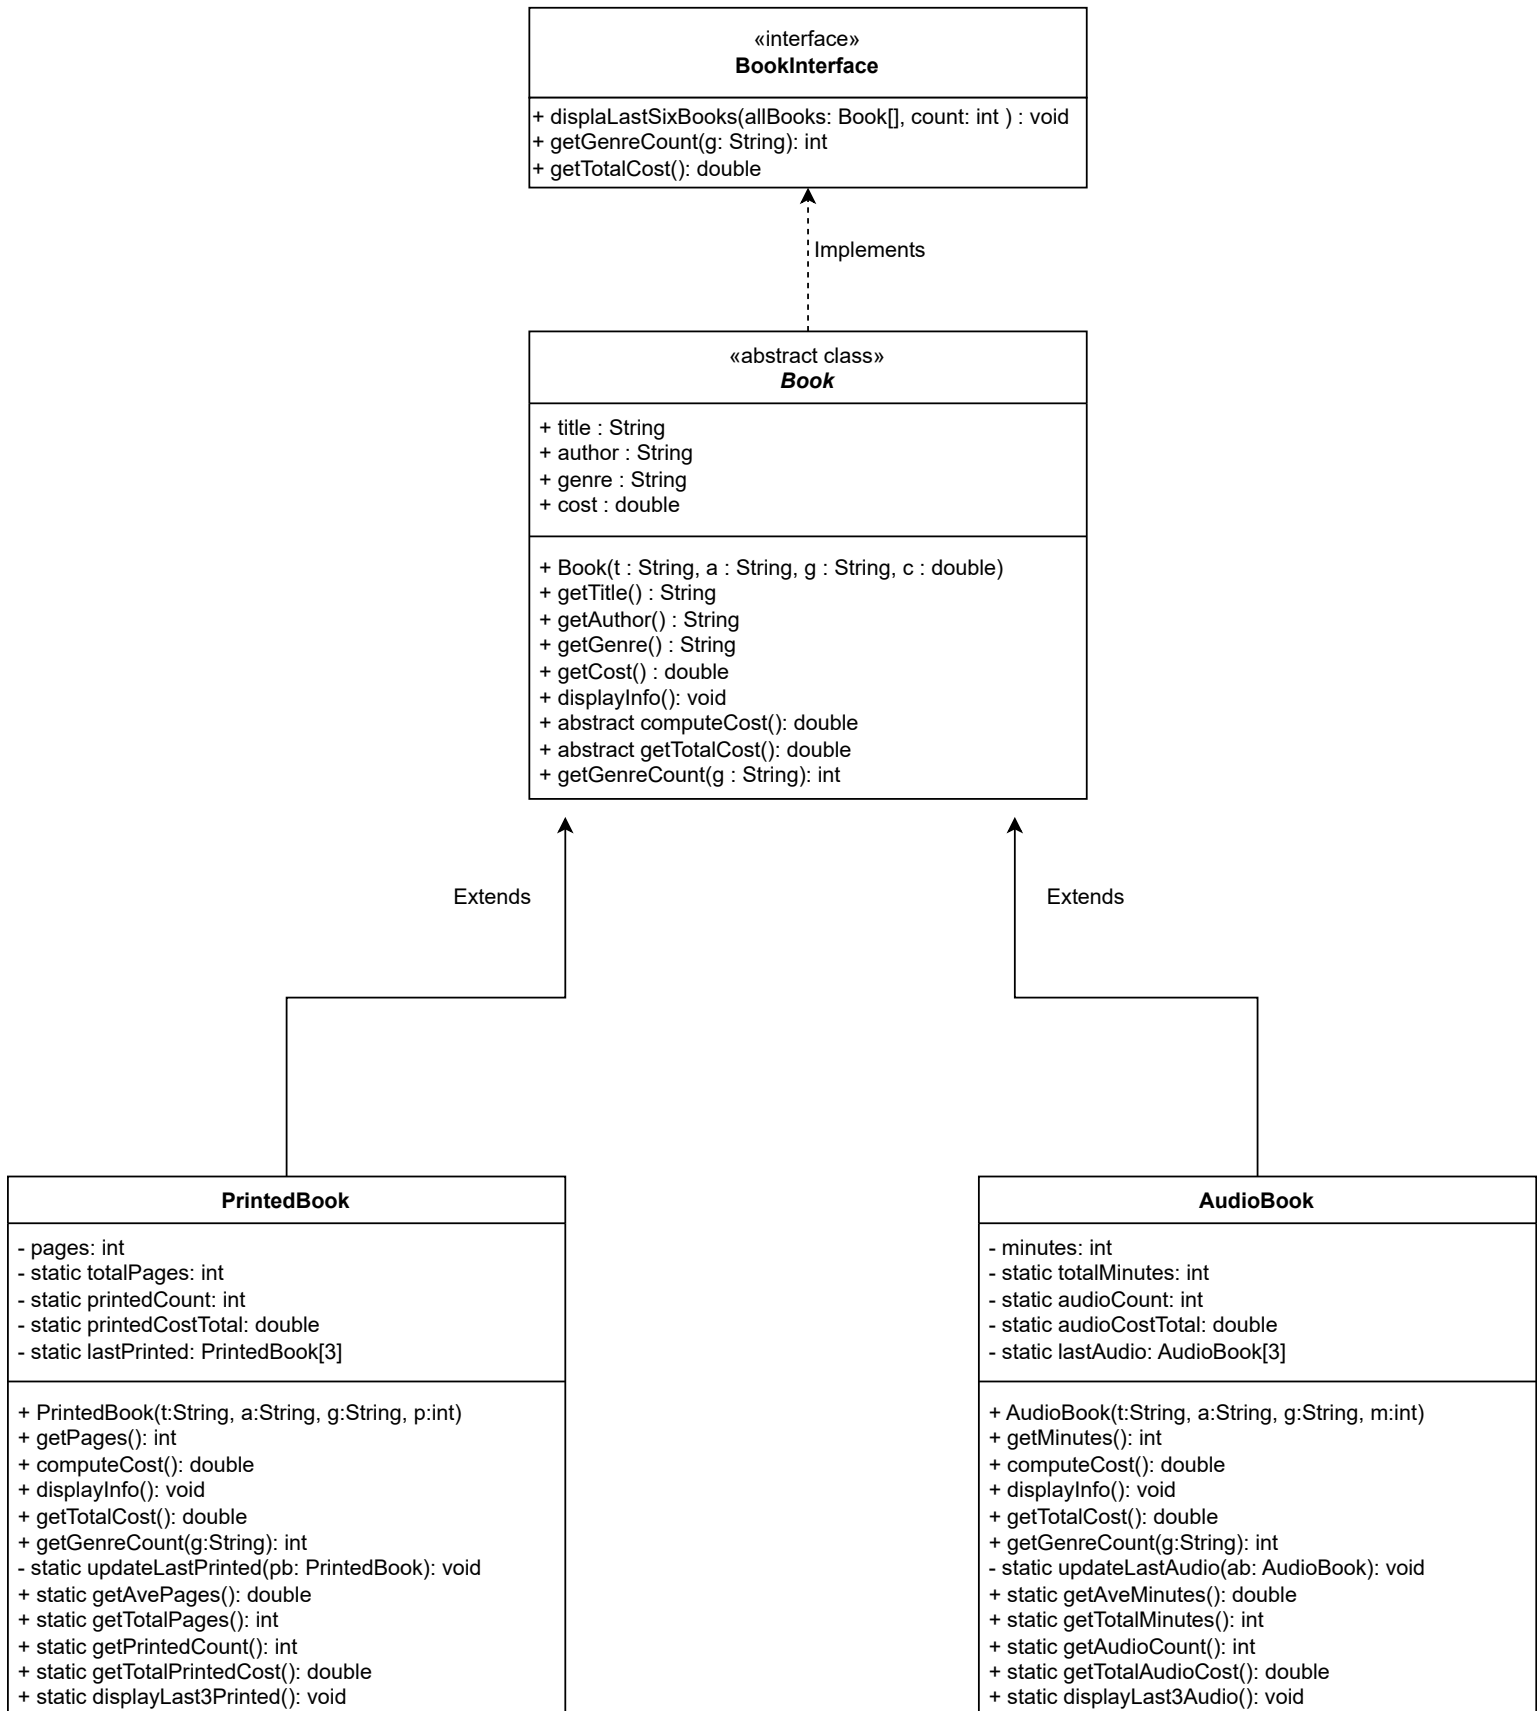 «interface»
BookInterface
+ displaLastSixBooks(allBooks: Book[], count: int ) : void
+ getGenreCount(g: String): int
+ getTotalCost(): double
Implements
«abstract class»
Book
+ title : String
+ author : String
+ genre : String
+ cost : double
+ Book(t : String, a : String, g : String, c : double)
+ getTitle() : String
+ getAuthor() : String
+ getGenre() : String
+ getCost() : double
+ displayInfo(): void
+ abstract computeCost(): double
+ abstract getTotalCost(): double
+ getGenreCount(g : String): int
Extends
Extends
PrintedBook
- pages: int
- static totalPages: int
- static printedCount: int
- static printedCostTotal: double
- static lastPrinted: PrintedBook[3]
+ PrintedBook(t:String, a:String, g:String, p:int)
+ getPages(): int
+ computeCost(): double
+ displayInfo(): void
+ getTotalCost(): double
+ getGenreCount(g:String): int
- static updateLastPrinted(pb: PrintedBook): void
+ static getAvePages(): double
+ static getTotalPages(): int
+ static getPrintedCount(): int
+ static getTotalPrintedCost(): double
+ static displayLast3Printed(): void
AudioBook
- minutes: int
- static totalMinutes: int
- static audioCount: int
- static audioCostTotal: double
- static lastAudio: AudioBook[3]
+ AudioBook(t:String, a:String, g:String, m:int)
+ getMinutes(): int
+ computeCost(): double
+ displayInfo(): void
+ getTotalCost(): double
+ getGenreCount(g:String): int
- static updateLastAudio(ab: AudioBook): void
+ static getAveMinutes(): double
+ static getTotalMinutes(): int
+ static getAudioCount(): int
+ static getTotalAudioCost(): double
+ static displayLast3Audio(): void